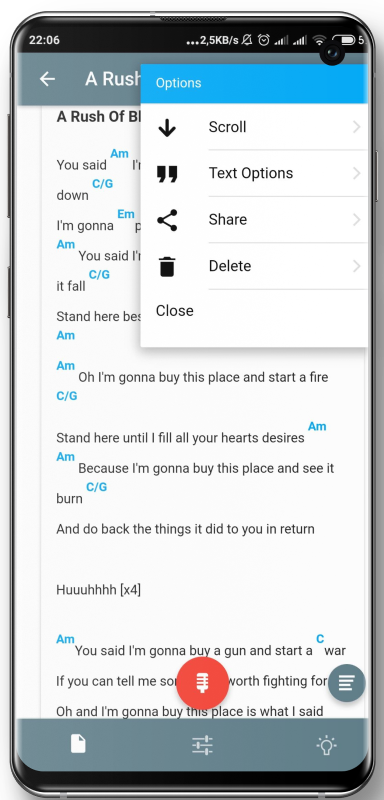 22:06
...2,5KB/s
5
A Rush
Options
A Rush Of Bl
Scroll
Text Options
Share
Delete
Close
Am
You said I'm
C/G
down
Em
I'm gonna p
Am
You said I'm
C/G
it fall
Stand here bes
Am
Am
Oh I'm gonna buy this place and start a fire
C/G
Am
Stand here until I fill all your hearts desires
Am
Because I'm gonna buy this place and see it
C/G
burn
And do back the things it did to you in return
Huuuhhhh [x4]
Am C
You said I'm gonna buy a gun and start a war
If you can tell me so worth fighting for
Oh and I'm gonna buy this place is what I said